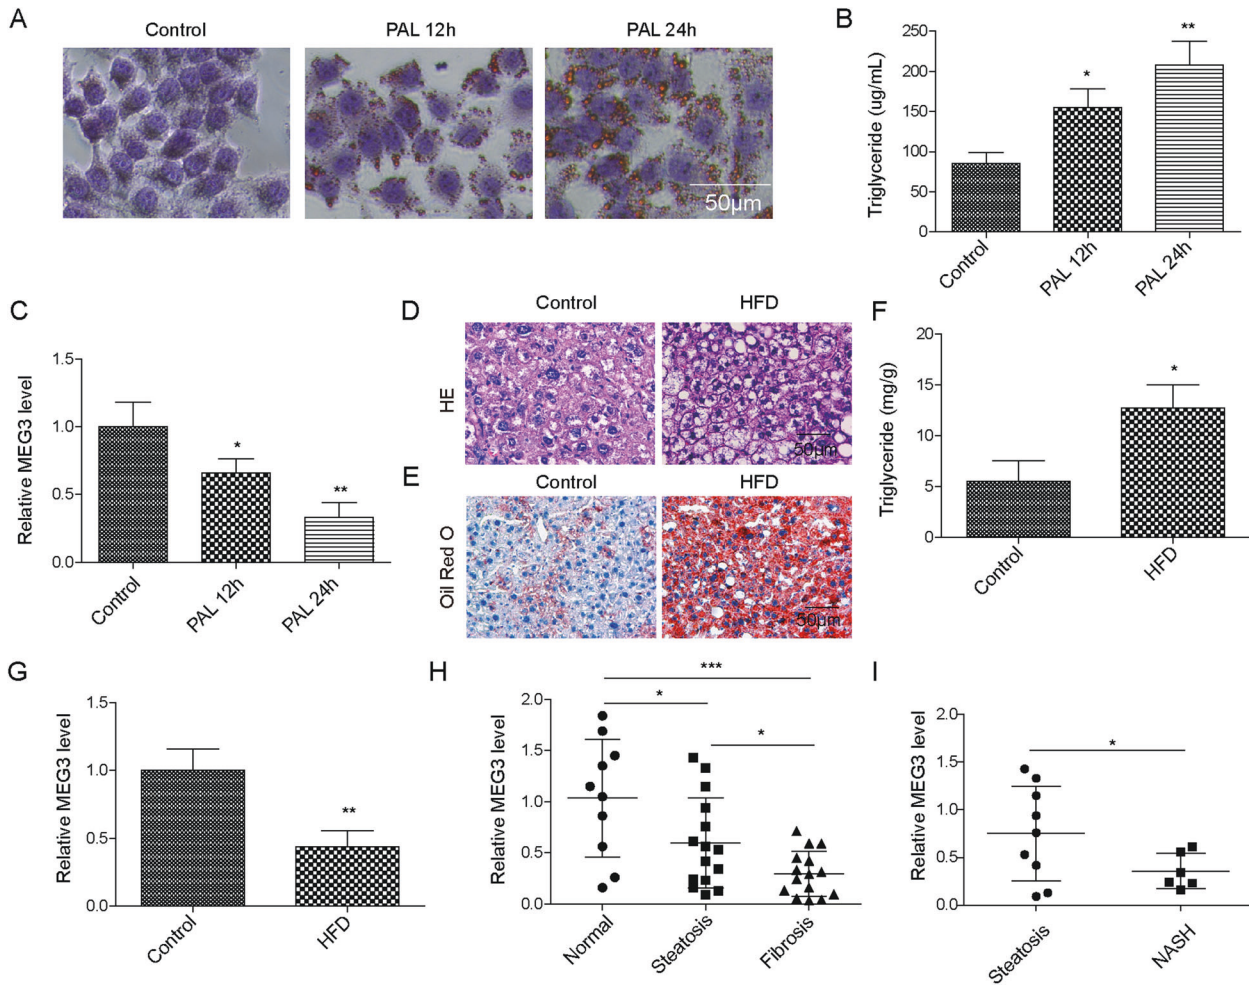 A
Control
PAL 12h
PAL 24h
50µm
B
Triglyceride (ug/mL)
250
200
150
100
50
0
*
**
Control
PAL 12h
PAL 24h
C
Relative MEG3 level
1.5
1.0
0.5
0.0
*
**
Control
PAL 12h
PAL 24h
D
Control
HFD
HE
50µm
E
Control
HFD
Oil Red O
50µm
F
Triglyceride (mg/g)
20
15
10
5
0
*
Control
HFD
G
Relative MEG3 level
1.5
1.0
0.5
0.0
**
Control
HFD
H
Relative MEG3 level
2.0
1.5
1.0
0.5
0.0
***
*
*
Normal
Steatosis
Fibrosis
I
Relative MEG3 level
2.0
1.5
1.0
0.5
0.0
*
Steatosis
NASH